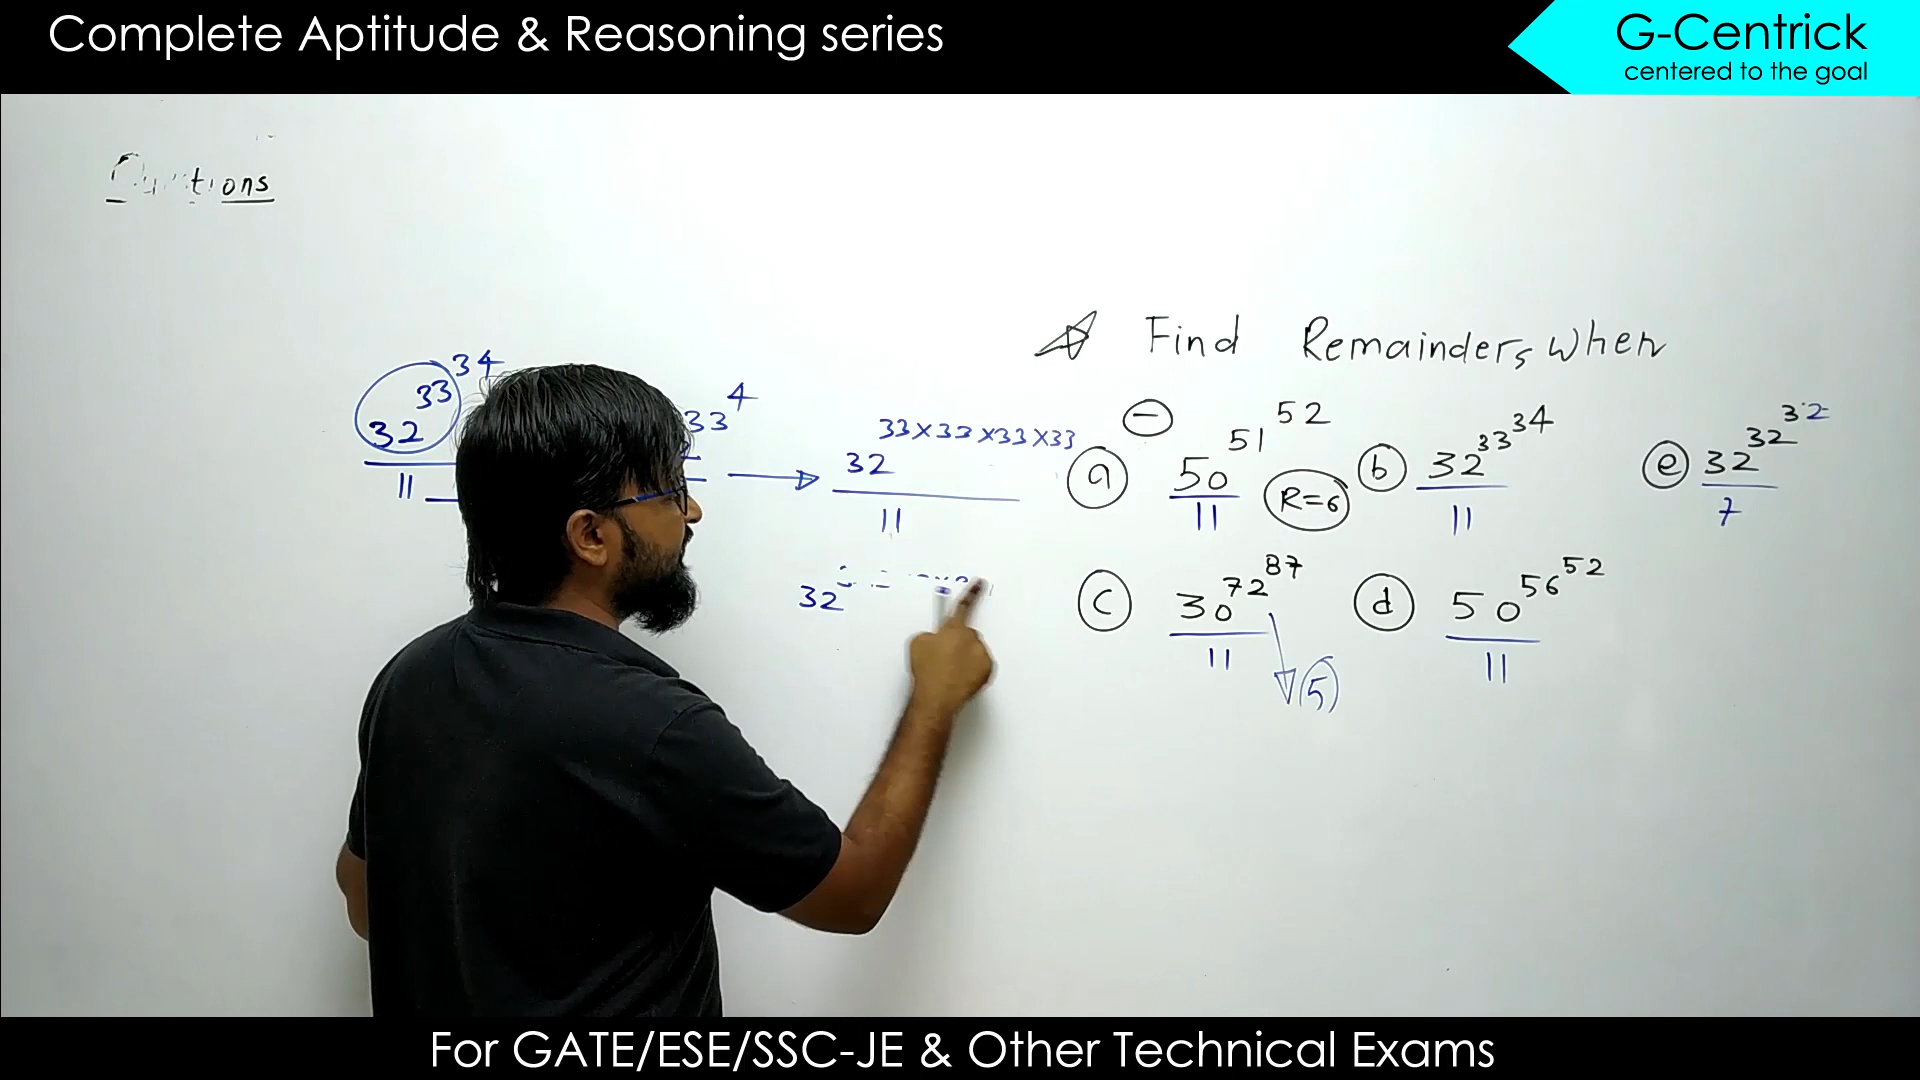 Complete Aptitude & Reasoning series
G-Centrick
centered to the goal
Questions
☆ Find Remainders, when
32^33^34
11
33^4
32^33×33×33×33
11
32
(a) 50^51^52
11
R=6
(b) 32^33^34
11
(e) 32^32^32
7
(c) 30^72^87
11
(5)
(d) 50^56^52
11
For GATE/ESE/SSC-JE & Other Technical Exams